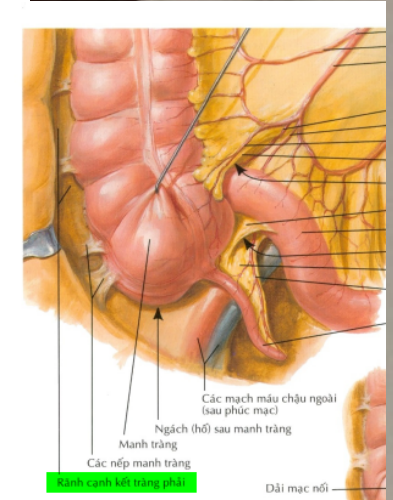 Các mạch máu chậu ngoài
(sau phúc mạc)
Ngách (hố) sau manh tràng
Manh tràng
Các nếp manh tràng
Rãnh cạnh kết tràng phải
Dải mạc nối